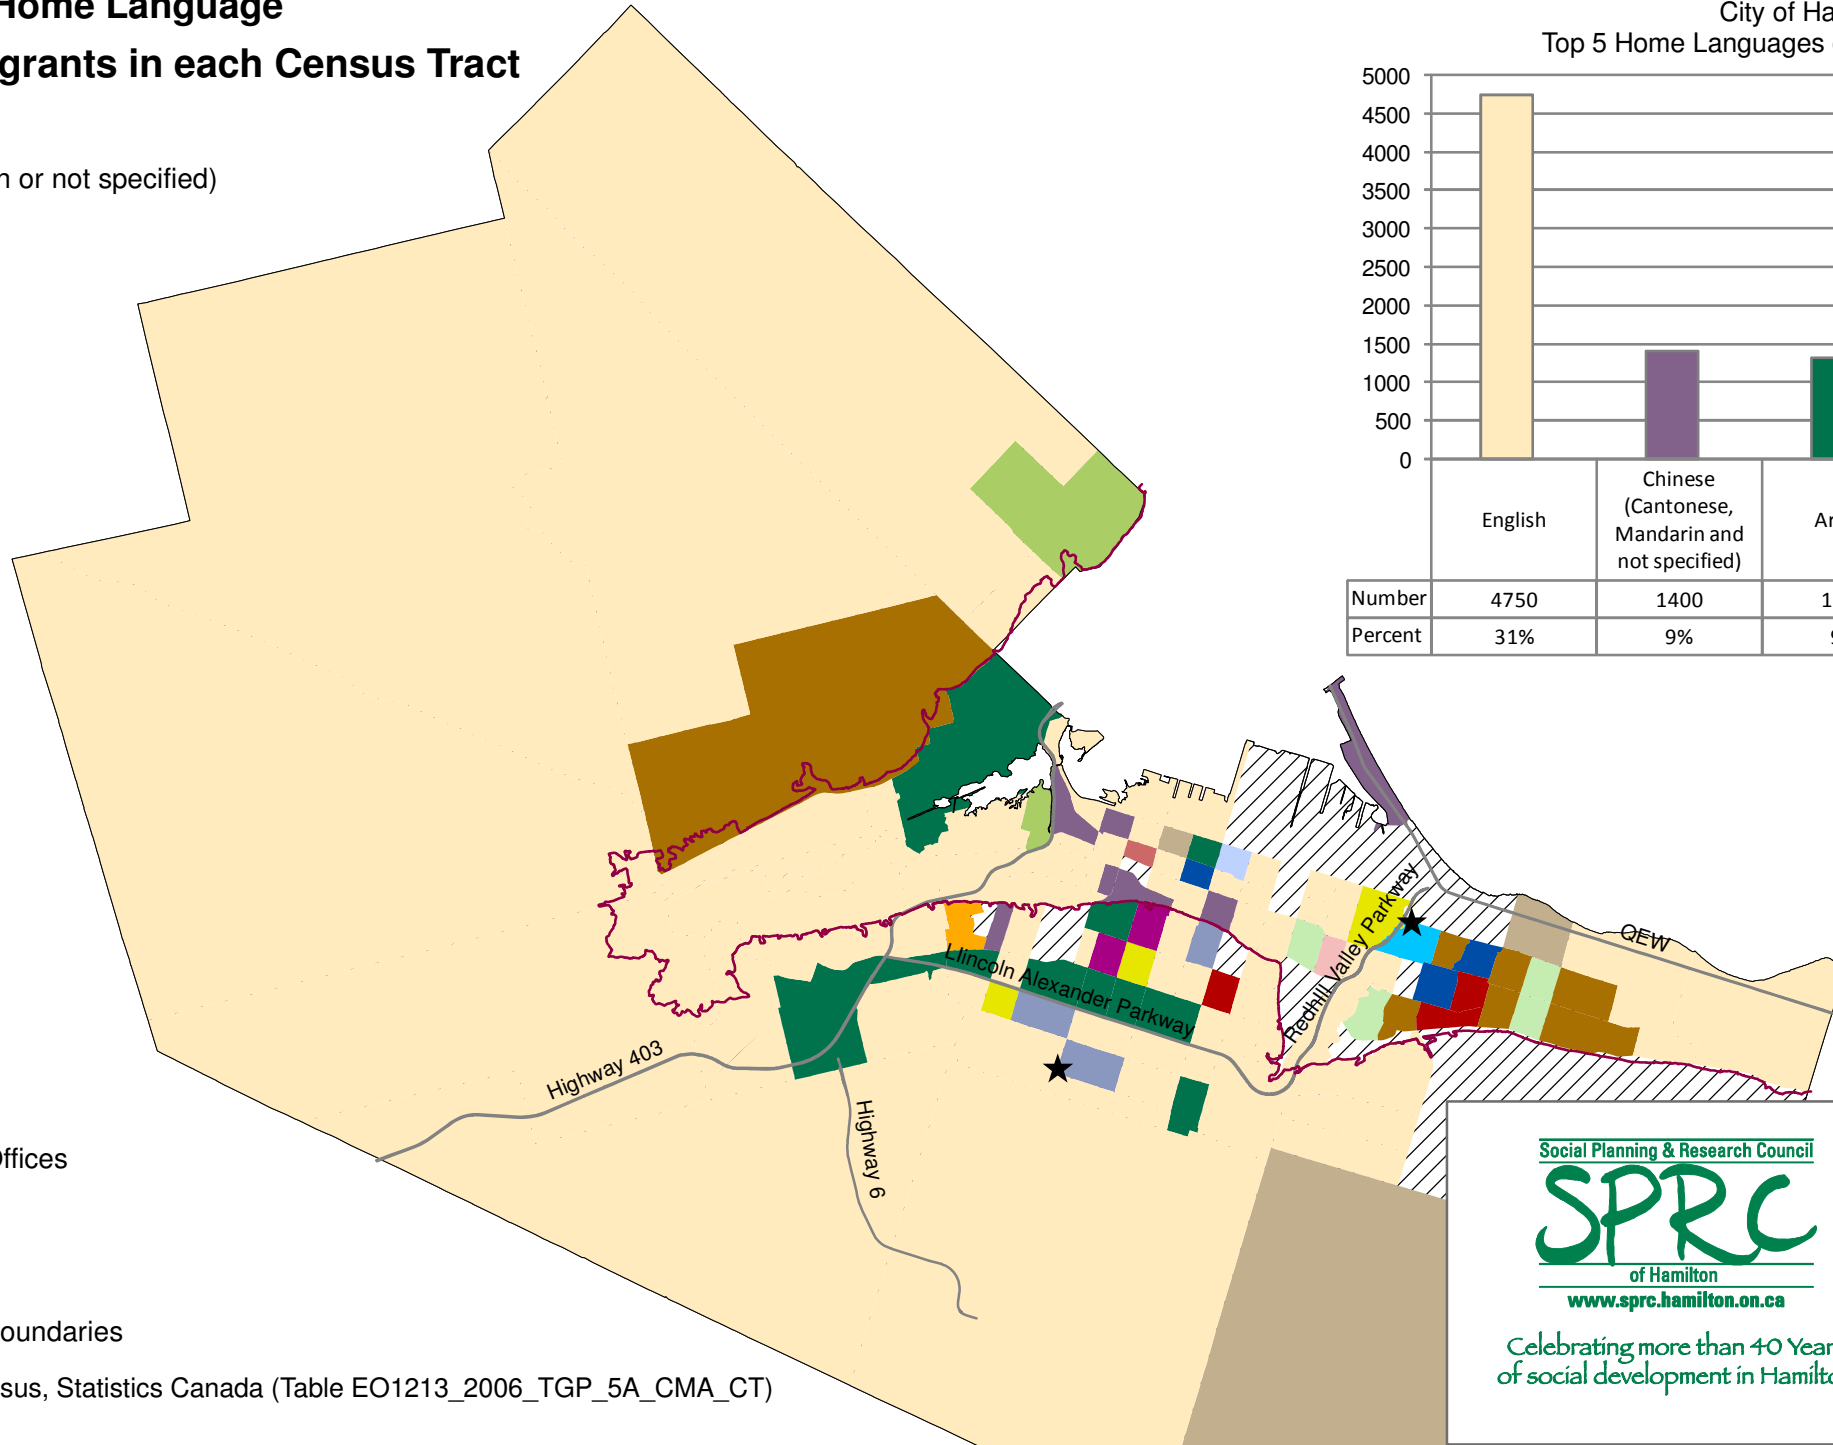 Home Language
grants in each Census Tract
n or not specified)
City of Ha
Top 5 Home Languages
5000
4500
4000
3500
3000
2500
2000
1500
1000
500
0
English
Chinese
(Cantonese,
Mandarin and
not specified)
Ar
Number 4750 1400 1
Percent 31% 9%
QEW
Redhill Valley Parkway
LIincoln Alexander Parkway
Highway 403
Highway 6
Offices
oundaries
sus, Statistics Canada (Table EO1213_2006_TGP_5A_CMA_CT)
Social Planning & Research Council
SPRC
of Hamilton
www.sprc.hamilton.on.ca
Celebrating more than 40 Year
of social development in Hamilto